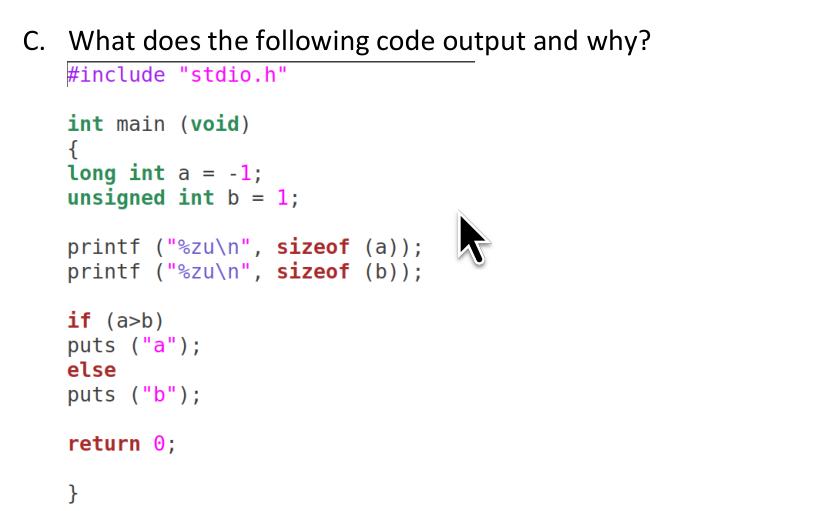 C. What does the following code output and why?
#include "stdio.h"
int main (void)
{
long int a = -1;
unsigned int b = 1;
printf ("%zu\n", sizeof (a));
printf ("%zu\n", sizeof (b));
if (a>b)
puts ("a");
else
puts ("b");
return 0;
}